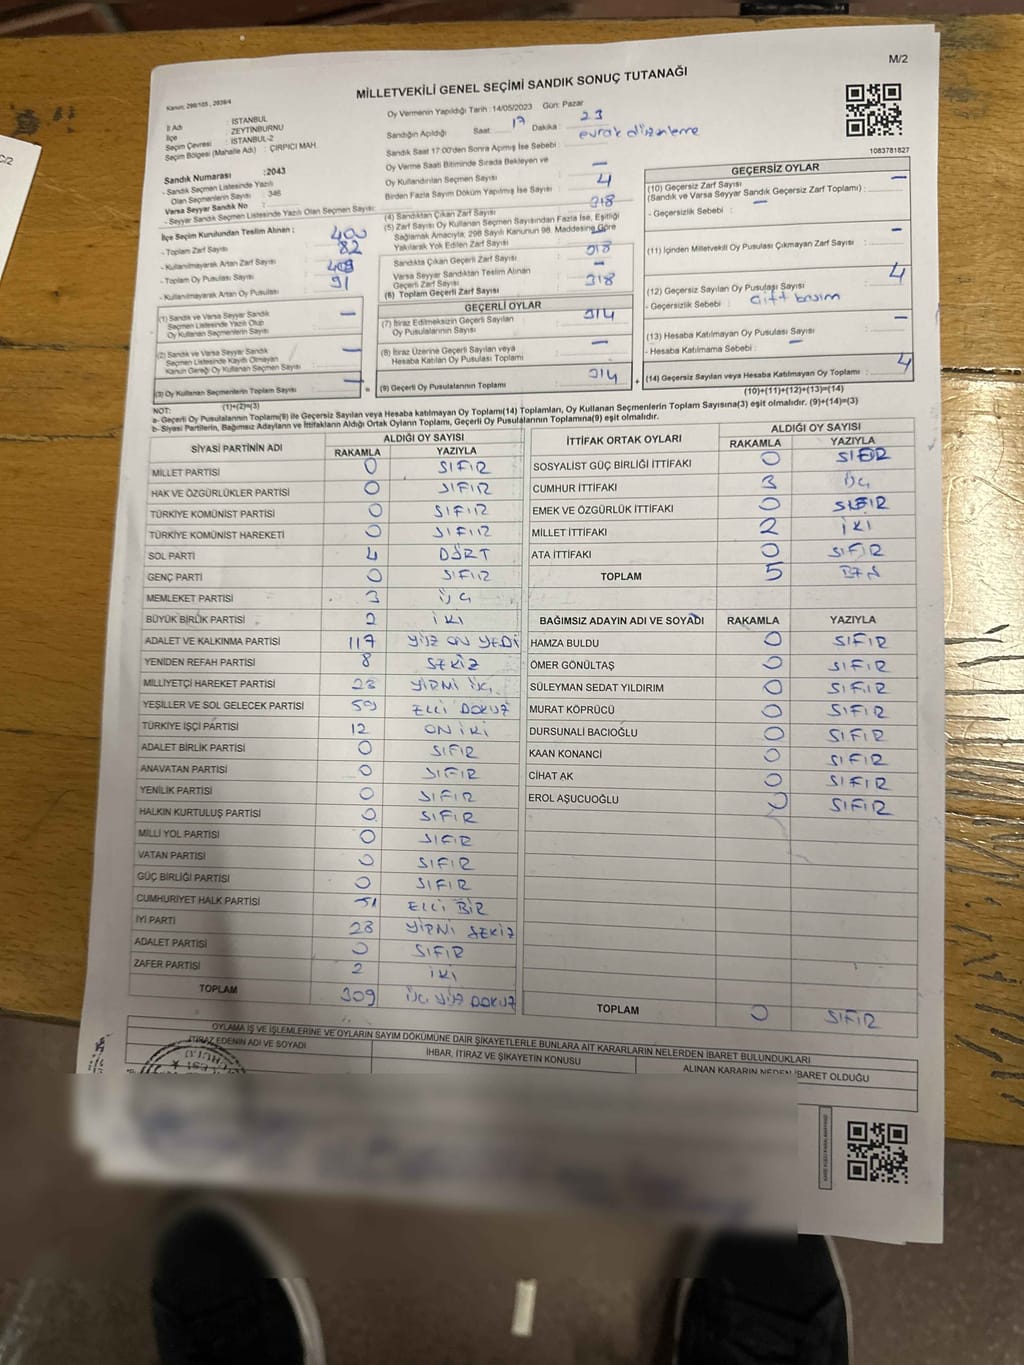 M/2
MİLLETVEKİLİ GENEL SEÇİMİ SANDIK SONUÇ TUTANAĞI
Kanun: 298/105 , 2839/4
İl Adı : İSTANBUL
İlçe : ZEYTİNBURNU
Seçim Çevresi : İSTANBUL-2
Seçim Bölgesi (Mahalle Adı) : ÇIRPICI MAH.
Sandık Numarası :2043
- Sandık Seçmen Listesinde Yazılı
Olan Seçmenlerin Sayısı : 346
Varsa Seyyar Sandık No :
- Seyyar Sandık Seçmen Listesinde Yazılı Olan Seçmen Sayısı:
İlçe Seçim Kurulundan Teslim Alınan ;
- Toplam Zarf Sayısı 400
- Kullanılmayarak Artan Zarf Sayısı 82
- Toplam Oy Pusulası Sayısı 409
- Kullanılmayarak Artan Oy Pusulası 91
(1) Sandık ve Varsa Seyyar Sandık
Seçmen Listesinde Yazılı Olup
Oy Kullanan Seçmenlerin Sayısı : —
(2) Sandık ve Varsa Seyyar Sandık
Seçmen Listesinde Kayıtlı Olmayan
Kanun Gereği Oy Kullanan Seçmen Sayısı : —
(3) Oy Kullanan Seçmenlerin Toplam Sayısı : —
(1)+(2)=(3)
Oy Vermenin Yapıldığı Tarih : 14/05/2023 Gün: Pazar
Sandığın Açıldığı Saat: 17 Dakika : 23
Sandık Saat 17:00'den Sonra Açılmış İse Sebebi : evrak düzenleme
Oy Verme Saati Bitiminde Sırada Bekleyen ve
Oy Kullandırılan Seçmen Sayısı : —
Birden Fazla Sayım Döküm Yapılmış İse Sayısı : 4
(4) Sandıktan Çıkan Zarf Sayısı : 318
(5) Zarf Sayısı Oy Kullanan Seçmen Sayısından Fazla İse, Eşitliği
Sağlamak Amacıyla; 298 Sayılı Kanunun 98. Maddesine Göre
Yakılarak Yok Edilen Zarf Sayısı : —
Sandıkta Çıkan Geçerli Zarf Sayısı : 318
Varsa Seyyar Sandıktan Teslim Alınan
Geçerli Zarf Sayısı : —
(6) Toplam Geçerli Zarf Sayısı : 318
GEÇERLİ OYLAR
(7) İtiraz Edilmeksizin Geçerli Sayılan
Oy Pusulalarının Sayısı : 314
(8) İtiraz Üzerine Geçerli Sayılan veya
Hesaba Katılan Oy Pusulası Toplamı : —
= (9) Geçerli Oy Pusulalarının Toplamı : 314
1083781827
GEÇERSİZ OYLAR
(10) Geçersiz Zarf Sayısı
(Sandık ve Varsa Seyyar Sandık Geçersiz Zarf Toplamı) : —
- Geçersizlik Sebebi : —
(11) İçinden Milletvekili Oy Pusulası Çıkmayan Zarf Sayısı : —
(12) Geçersiz Sayılan Oy Pusulası Sayısı : 4
- Geçersizlik Sebebi : çift basım
(13) Hesaba Katılmayan Oy Pusulası Sayısı : —
- Hesaba Katılmama Sebebi : —
+ (14) Geçersiz Sayılan veya Hesaba Katılmayan Oy Toplamı : 4
(10)+(11)+(12)+(13)=(14)
NOT:
a- Geçerli Oy Pusulalarının Toplamı(9) ile Geçersiz Sayılan veya Hesaba katılmayan Oy Toplamı(14) Toplamları, Oy Kullanan Seçmenlerin Toplam Sayısına(3) eşit olmalıdır. (9)+(14)=(3)
b- Siyasi Partilerin, Bağımsız Adayların ve İttifakların Aldığı Ortak Oyların Toplamı, Geçerli Oy Pusulalarının Toplamına(9) eşit olmalıdır.
SİYASİ PARTİNİN ADI ALDIĞI OY SAYISI
RAKAMLA YAZIYLA
MİLLET PARTİSİ 0 SIFIR
HAK VE ÖZGÜRLÜKLER PARTİSİ 0 SIFIR
TÜRKİYE KOMÜNİST PARTİSİ 0 SIFIR
TÜRKİYE KOMÜNİST HAREKETİ 0 SIFIR
SOL PARTİ 4 DÖRT
GENÇ PARTİ 0 SIFIR
MEMLEKET PARTİSİ 3 ÜÇ
BÜYÜK BİRLİK PARTİSİ 2 İKİ
ADALET VE KALKINMA PARTİSİ 117 YÜZ ON YEDİ
YENİDEN REFAH PARTİSİ 8 SEKİZ
MİLLİYETÇİ HAREKET PARTİSİ 23 YİRMİ ÜÇ
YEŞİLLER VE SOL GELECEK PARTİSİ 59 ELLİ DOKUZ
TÜRKİYE İŞÇİ PARTİSİ 12 ON İKİ
ADALET BİRLİK PARTİSİ 0 SIFIR
ANAVATAN PARTİSİ 0 SIFIR
YENİLİK PARTİSİ 0 SIFIR
HALKIN KURTULUŞ PARTİSİ 0 SIFIR
MİLLİ YOL PARTİSİ 0 SIFIR
VATAN PARTİSİ 0 SIFIR
GÜÇ BİRLİĞİ PARTİSİ 0 SIFIR
CUMHURİYET HALK PARTİSİ 51 ELLİ BİR
İYİ PARTİ 28 YİRMİ SEKİZ
ADALET PARTİSİ 0 SIFIR
ZAFER PARTİSİ 2 İKİ
TOPLAM 309 ÜÇ YÜZ DOKUZ
İTTİFAK ORTAK OYLARI ALDIĞI OY SAYISI
RAKAMLA YAZIYLA
SOSYALİST GÜÇ BİRLİĞİ İTTİFAKI 0 SIFIR
CUMHUR İTTİFAKI 3 ÜÇ
EMEK VE ÖZGÜRLÜK İTTİFAKI 0 SIFIR
MİLLET İTTİFAKI 2 İKİ
ATA İTTİFAKI 0 SIFIR
TOPLAM 5 BEŞ
BAĞIMSIZ ADAYIN ADI VE SOYADI RAKAMLA YAZIYLA
HAMZA BULDU 0 SIFIR
ÖMER GÖNÜLTAŞ 0 SIFIR
SÜLEYMAN SEDAT YILDIRIM 0 SIFIR
MURAT KÖPRÜCÜ 0 SIFIR
DURSUNALİ BACIOĞLU 0 SIFIR
KAAN KONANCİ 0 SIFIR
CİHAT AK 0 SIFIR
EROL AŞUCUOĞLU 0 SIFIR
TOPLAM 0 SIFIR
OYLAMA İŞ VE İŞLEMLERİNE VE OYLARIN SAYIM DÖKÜMÜNE DAİR ŞİKAYETLERLE BUNLARA AİT KARARLARIN NELERDEN İBARET BULUNDUKLARI
İTİRAZ EDENİN ADI VE SOYADI
İHBAR, İTİRAZ VE ŞİKAYETİN KONUSU
ALINAN KARARIN NEDEN İBARET OLDUĞU